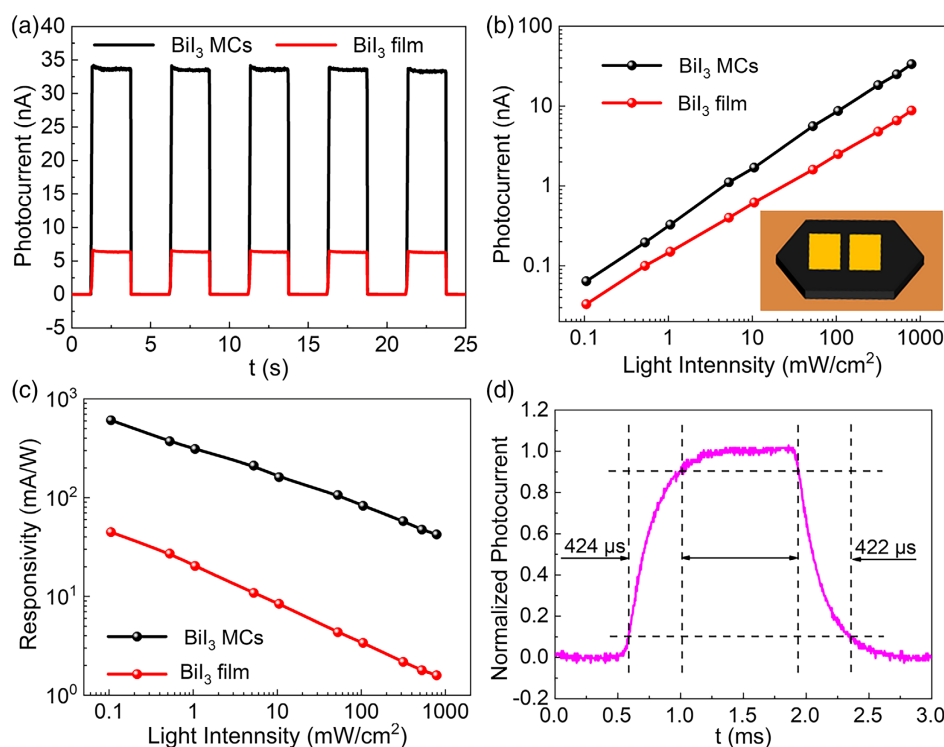 (a)
BiI₃ MCs
BiI₃ film
Photocurrent (nA)
40
35
30
25
20
15
10
5
0
-5
0
5
10
15
20
25
t (s)
(b)
BiI₃ MCs
BiI₃ film
Photocurrent (nA)
100
10
1
0.1
0.1
1
10
100
1000
Light Intennsity (mW/cm²)
(c)
Responsivity (mA/W)
10³
10²
10¹
10⁰
BiI₃ MCs
BiI₃ film
0.1
1
10
100
1000
Light Intennsity (mW/cm²)
(d)
Normalized Photocurrent
1.2
1.0
0.8
0.6
0.4
0.2
0.0
-0.2
424 µs
422 µs
0.0
0.5
1.0
1.5
2.0
2.5
3.0
t (ms)